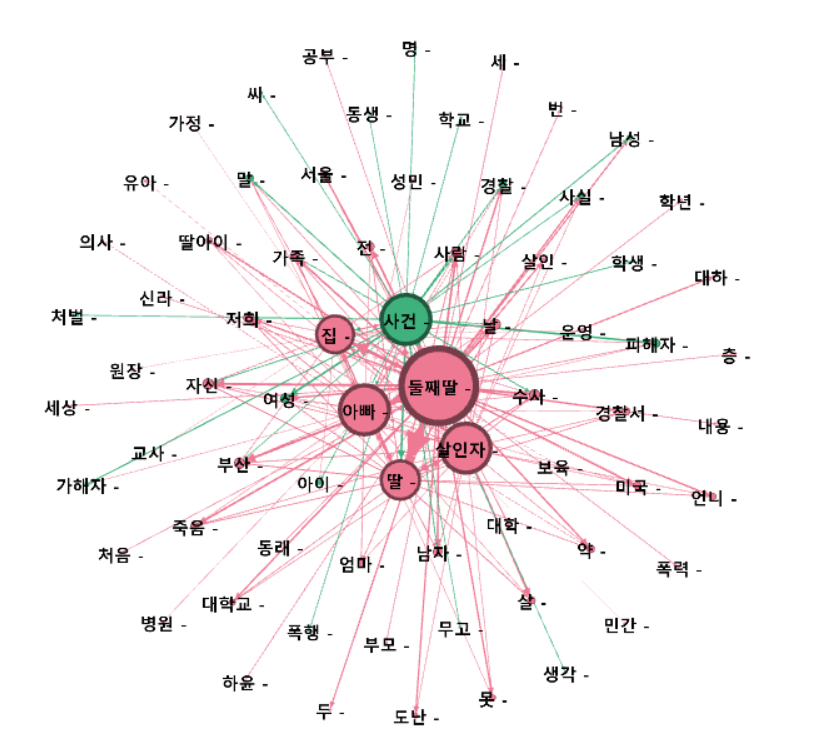 명 -
공부 -
세 -
싸 -
번 -
동생 -
학교 -
가정 -
남성 -
유아 -
말 -
서울 -
성민 -
경찰 -
사실 -
학년 -
의사 -
딸아이 -
가족 -
전 -
사람 -
살인 -
학생 -
대하 -
신라 -
처벌 -
저희 -
집 -
사건 -
날 -
운영 -
피해자 -
층 -
원장 -
자신 -
여성 -
둘째딸 -
수사 -
세상 -
아빠 -
경찰서 -
내용 -
교사 -
살인자 -
부산 -
보육 -
가해자 -
아이 -
딸 -
미국 -
언니 -
죽음 -
대학 -
처음 -
동래 -
엄마 -
남자 -
약 -
폭력 -
대학교 -
살 -
병원 -
폭행 -
무고 -
민간 -
부모 -
하윤 -
생각 -
두 -
도난 -
못 -